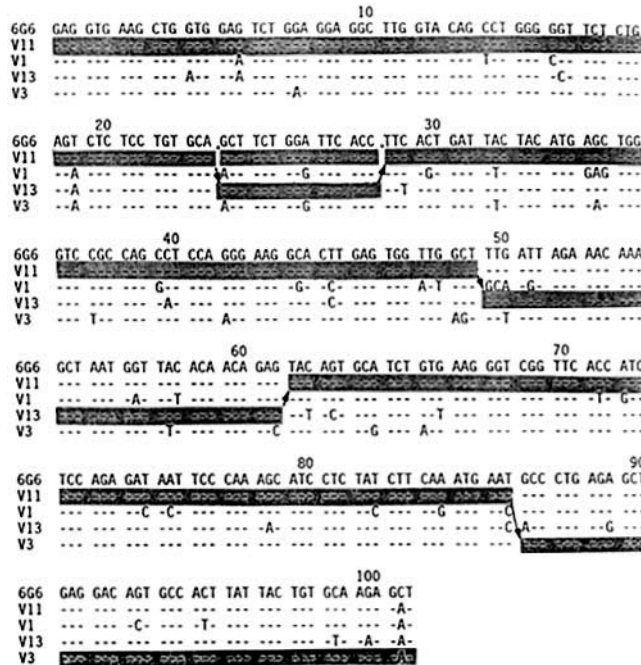 10
6G6 GAG GTG AAG CTG GTG GAG TCT GGA GGA GGC TTG GTA CAG CCT GGG GGT TCT CTG
V11
V1 A T C
V13 A A C
V3 A
20 30
6G6 AGT CTC TCC TGT GCA GCT TCT GGA TTC ACC TTC ACT GAT TAC TAC ATG AGC TGG
V11
V1 A A G G T GAG
V13 A T
V3 A A G T A
40 50
6G6 GTC CGC CAG CCT CCA GGG AAG GCA CTT GAG TGG TTG GCT TTG ATT AGA AAC AAA
V11
V1 G G C A T GCA G
V13 A C
V3 T A AG T
60 70
6G6 GCT AAT GGT TAC ACA ACA GAG TAC AGT GCA TCT GTG AAG GGT CGG TTC ACC ATC
V11
V1 A T T G
V13 T C T
V3 T C G A
80 90
6G6 TCC AGA GAT AAT TCC CAA AGC ATC CTC TAT CTT CAA ATG AAT GCC CTG AGA GCT
V11
V1 C C C G C
V13 A C A G
V3
100
6G6 GAG GAC AGT GCC ACT TAT TAC TGT GCA AGA GCT
V11 A
V1 C T A
V13 T A A
V3 A